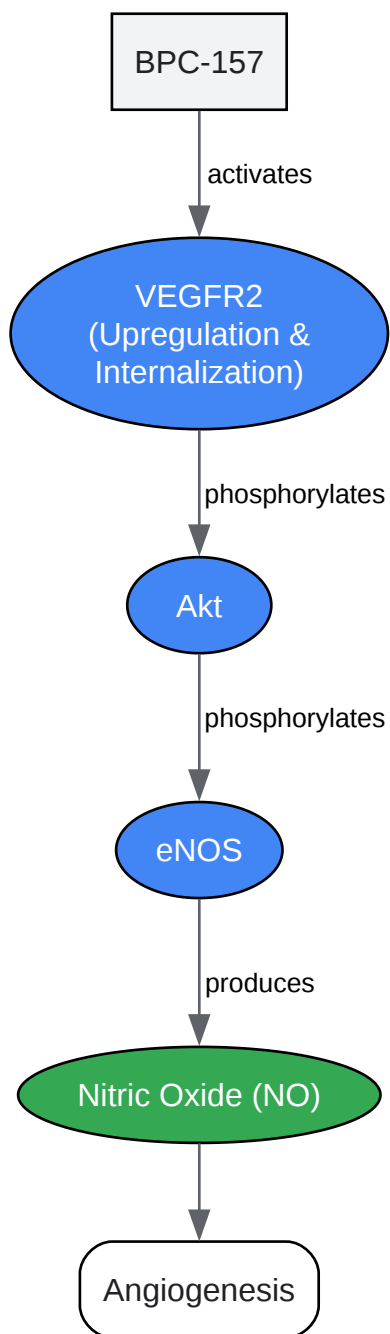 BPC-157
activates
VEGFR2
(Upregulation &
Internalization)
phosphorylates
Akt
phosphorylates
eNOS
produces
Nitric Oxide (NO)
Angiogenesis